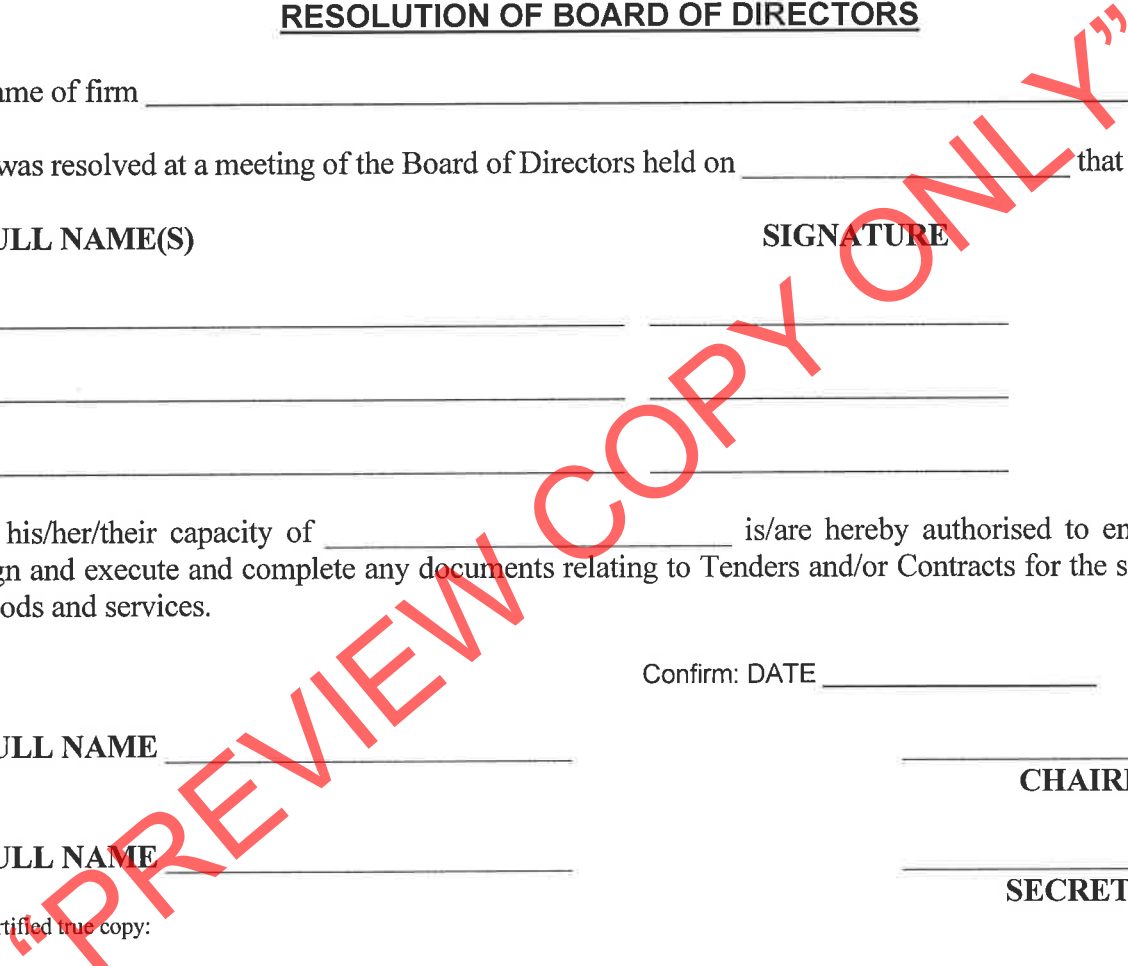 RESOLUTION OF BOARD OF DIRECTORS
ame of firm
was resolved at a meeting of the Board of Directors held on that
ULL NAME(S) SIGNATURE
his/her/their capacity of is/are hereby authorised to en
gn and execute and complete any documents relating to Tenders and/or Contracts for the s
ods and services.
Confirm: DATE
ULL NAME
CHAIR
ULL NAME
SECRET
rtified true copy:
“PREVIEW COPY ONLY”